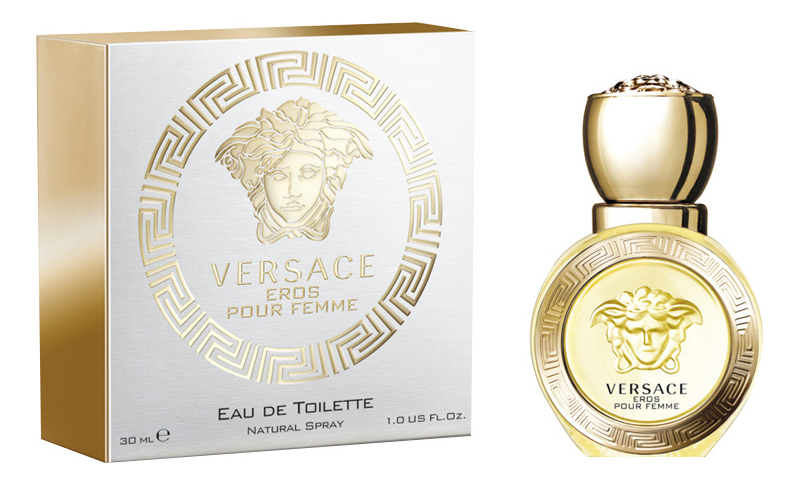 VERSACE
EROS
POUR FEMME
EAU DE TOILETTE
NATURAL SPRAY
30 ML ℮
1.0 US FL.OZ.
VERSACE
EROS
POUR FEMME